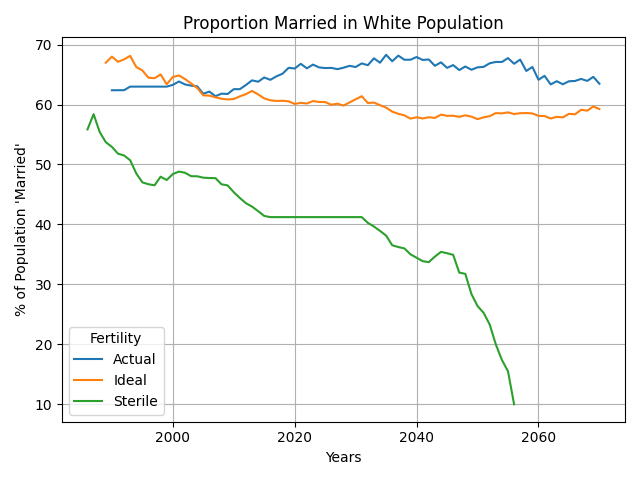 Proportion Married in White Population
% of Population 'Married'
70
60
50
40
30
20
10
Fertility
Actual
Ideal
Sterile
2000
2020
2040
2060
Years